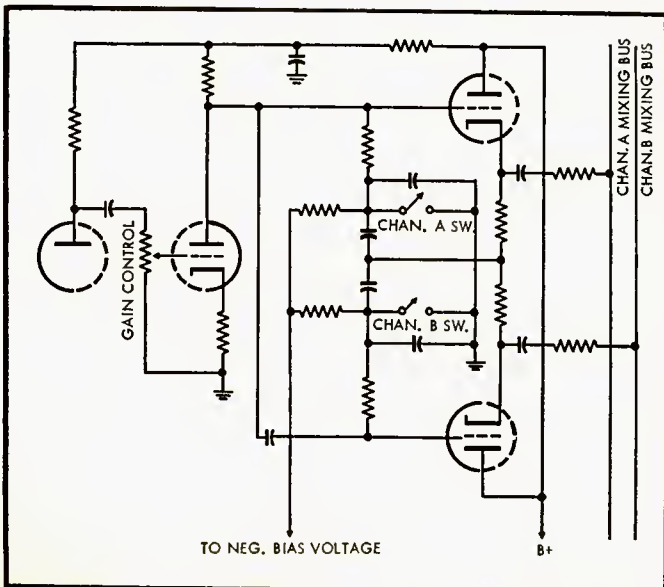 CHAN. A MIXING BUS
CHAN. B MIXING BUS
GAIN CONTROL
CHAN. A SW.
CHAN. B SW.
TO NEG. BIAS VOLTAGE
B+